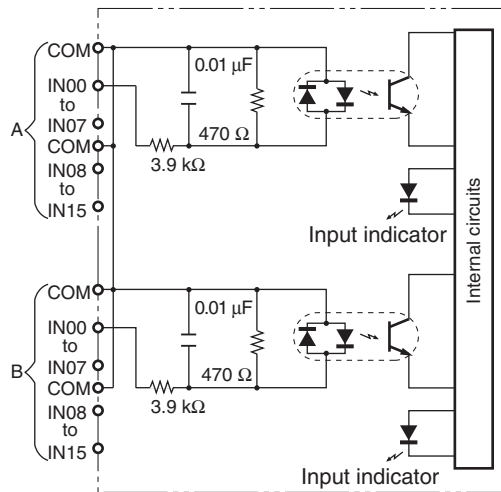 COM
IN00
to
A
IN07
COM
IN08
to
IN15
0.01 μF
470 Ω
3.9 kΩ
Input indicator
Internal circuits
COM
IN00
to
B
IN07
COM
IN08
to
IN15
0.01 μF
470 Ω
3.9 kΩ
Input indicator